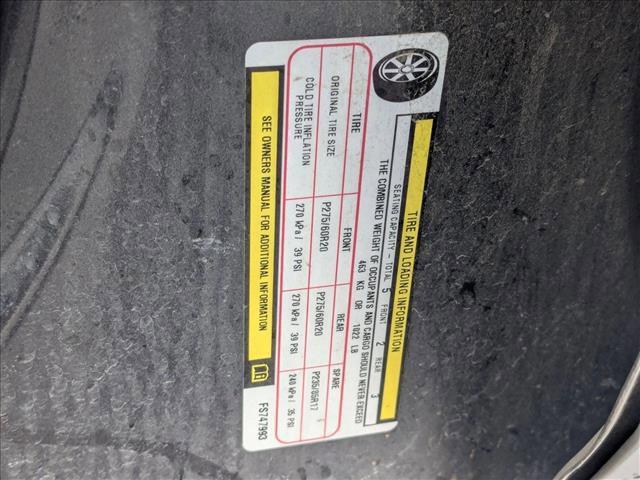 TIRE AND LOADING INFORMATION
SEATING CAPACITY - TOTAL 5 FRONT 2 REAR 3
THE COMBINED WEIGHT OF OCCUPANTS AND CARGO SHOULD NEVER EXCEED
463 KG OR 1022 LB
TIRE FRONT REAR SPARE
ORIGINAL TIRE SIZE P275/60R20 P275/60R20 P235/85R17
COLD TIRE INFLATION
PRESSURE 270 kPa / 39 PSI 270 kPa / 39 PSI 240 kPa / 35 PSI
SEE OWNERS MANUAL FOR ADDITIONAL INFORMATION
FS747993